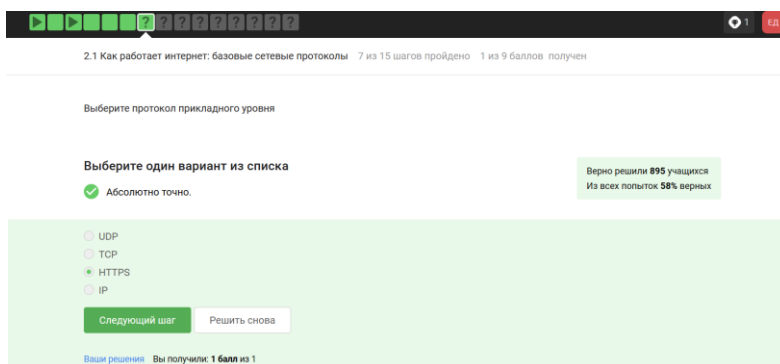 ? ? ? ? ? ? ? ? ? ? 1 ЕД
2.1 Как работает интернет: базовые сетевые протоколы 7 из 15 шагов пройдено 1 из 9 баллов получен
Выберите протокол прикладного уровня
Выберите один вариант из списка
Верно решили 895 учащихся
Из всех попыток 58% верных
Абсолютно точно.
UDP
TCP
HTTPS
IP
Следующий шаг Решить снова
Ваши решения Вы получили: 1 балл из 1